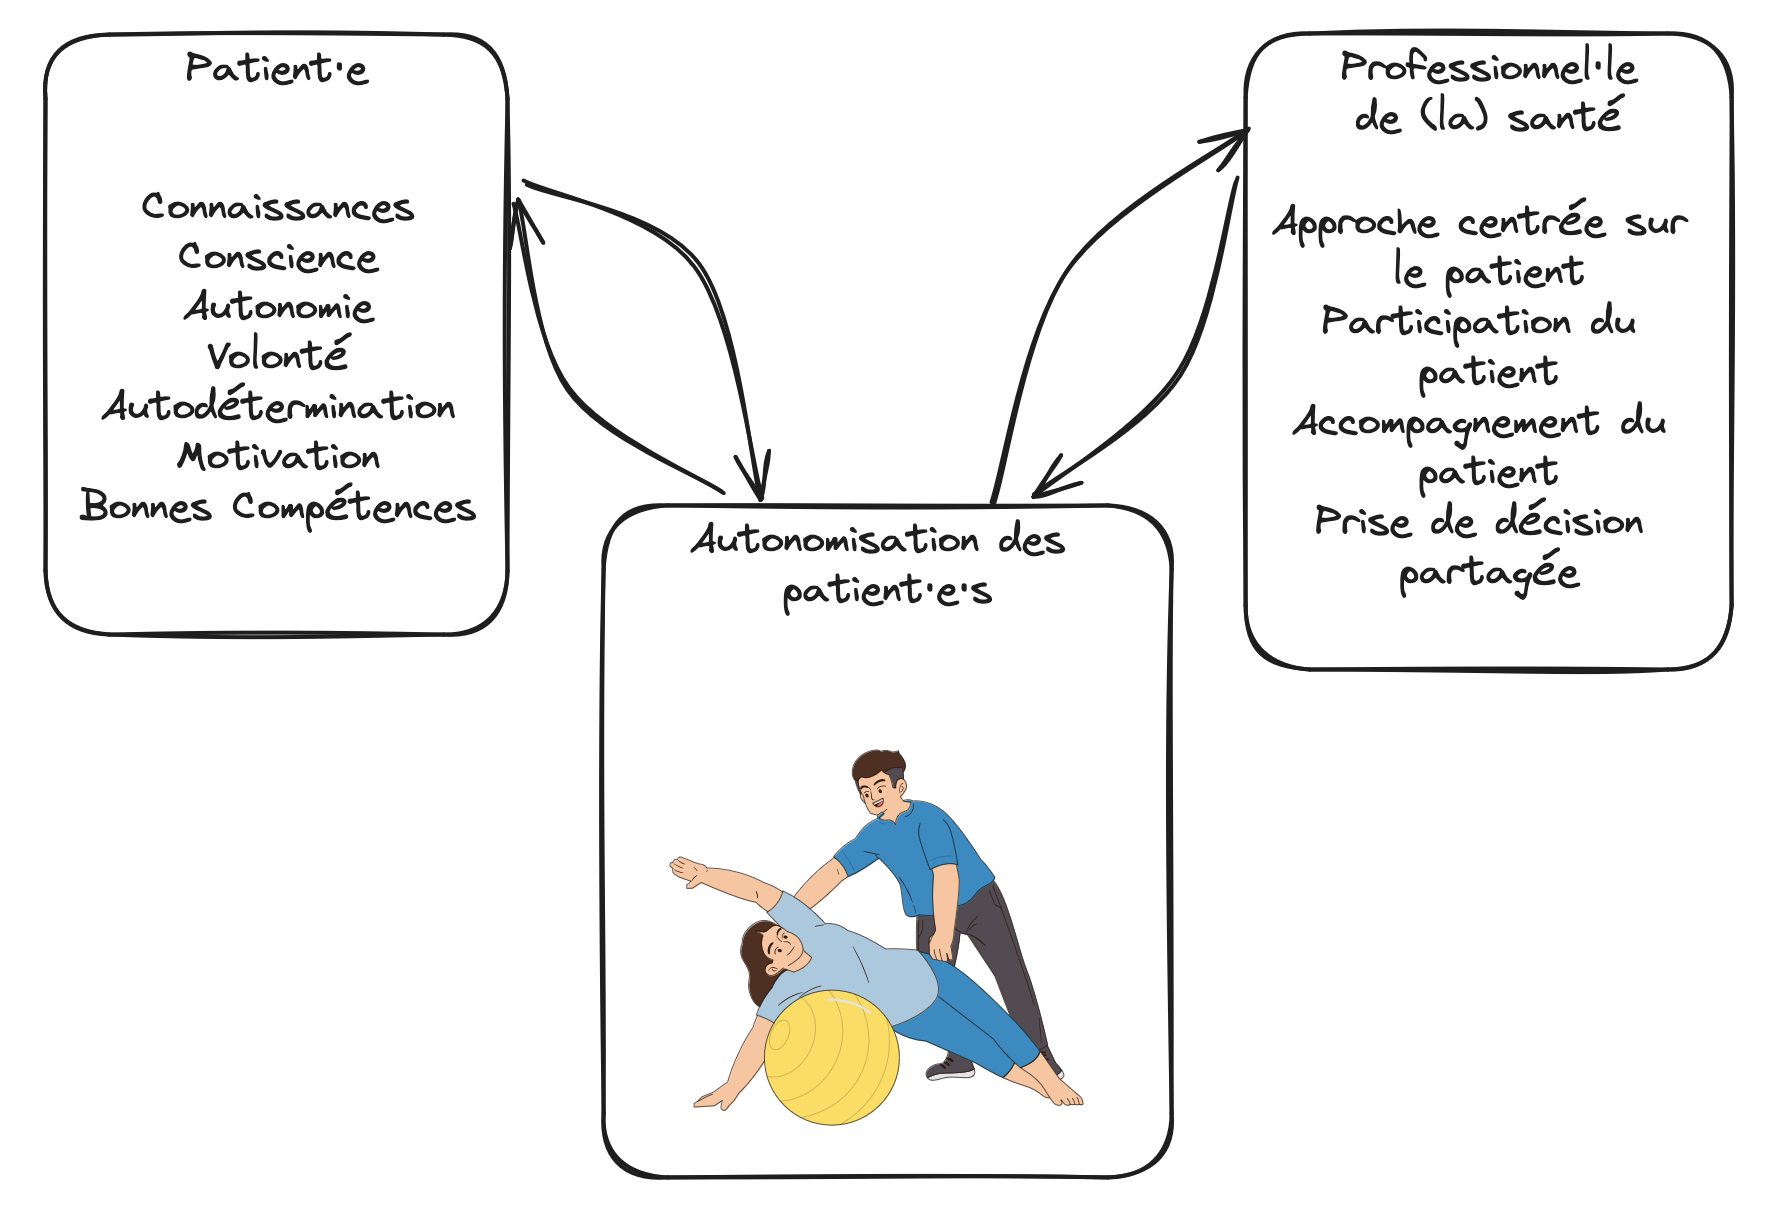 Patient·e
Connaissances
Conscience
Autonomie
Volonté
Autodétermination
Motivation
Bonnes Compétences
Professionnel·le
de (la) santé
Approche centrée sur
le patient
Participation du
patient
Accompagnement du
patient
Prise de décision
partagée
Autonomisation des
patient·e·s